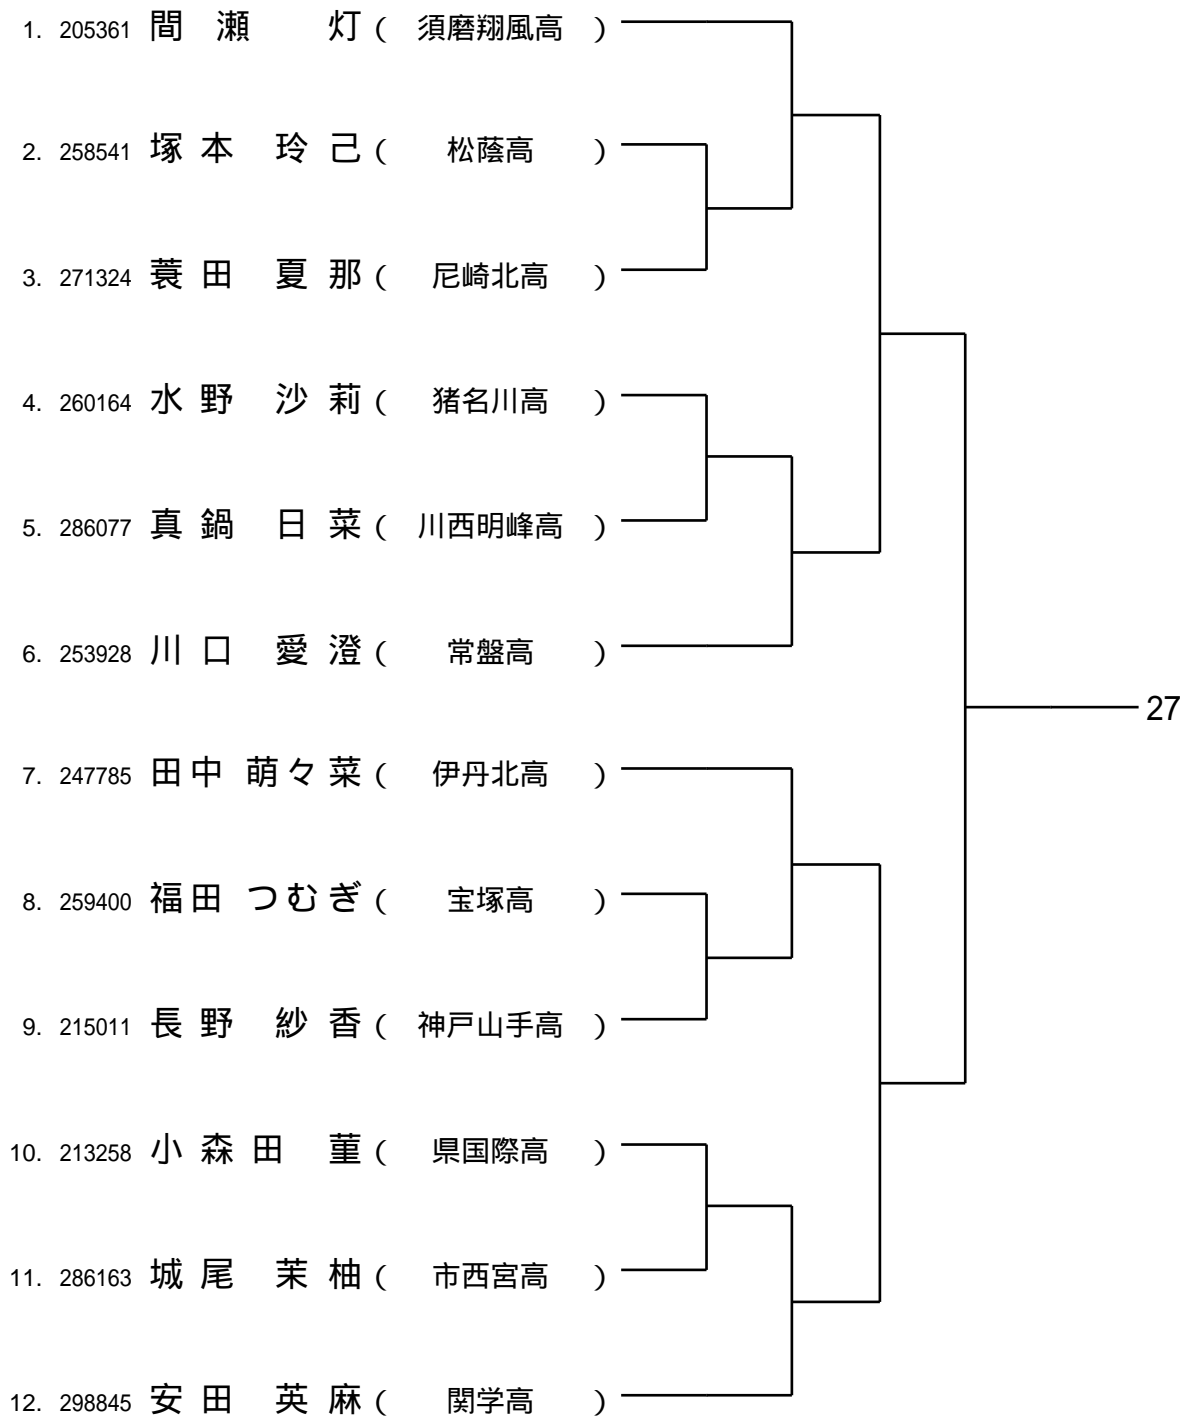 1. 205361 間瀬 灯 ( 須磨翔風高 )
2. 258541 塚本 玲己 ( 松蔭高 )
3. 271324 蓑田 夏那 ( 尼崎北高 )
4. 260164 水野 沙莉 ( 猪名川高 )
5. 286077 真鍋 日菜 ( 川西明峰高 )
6. 253928 川口 愛澄 ( 常盤高 )
27
7. 247785 田中 萌々菜 ( 伊丹北高 )
8. 259400 福田 つむぎ ( 宝塚高 )
9. 215011 長野 紗香 ( 神戸山手高 )
10. 213258 小森田 菫 ( 県国際高 )
11. 286163 城尾 茉柚 ( 市西宮高 )
12. 298845 安田 英麻 ( 関学高 )